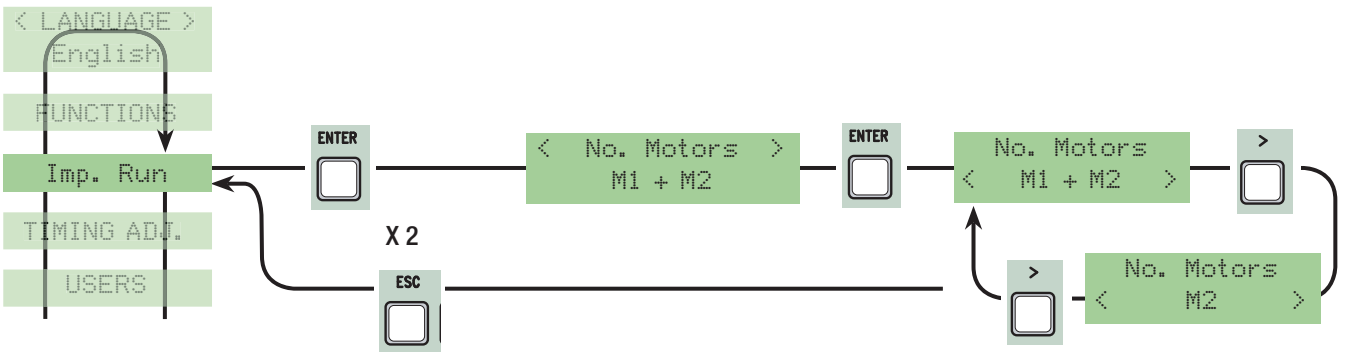 < LANGUAGE >
English
FUNCTIONS
Imp. Run
TIMING ADJ.
USERS
ENTER
< No. Motors >
M1 + M2
ENTER
No. Motors
< M1 + M2 >
>
X 2
ESC
>
No. Motors
< M2 >